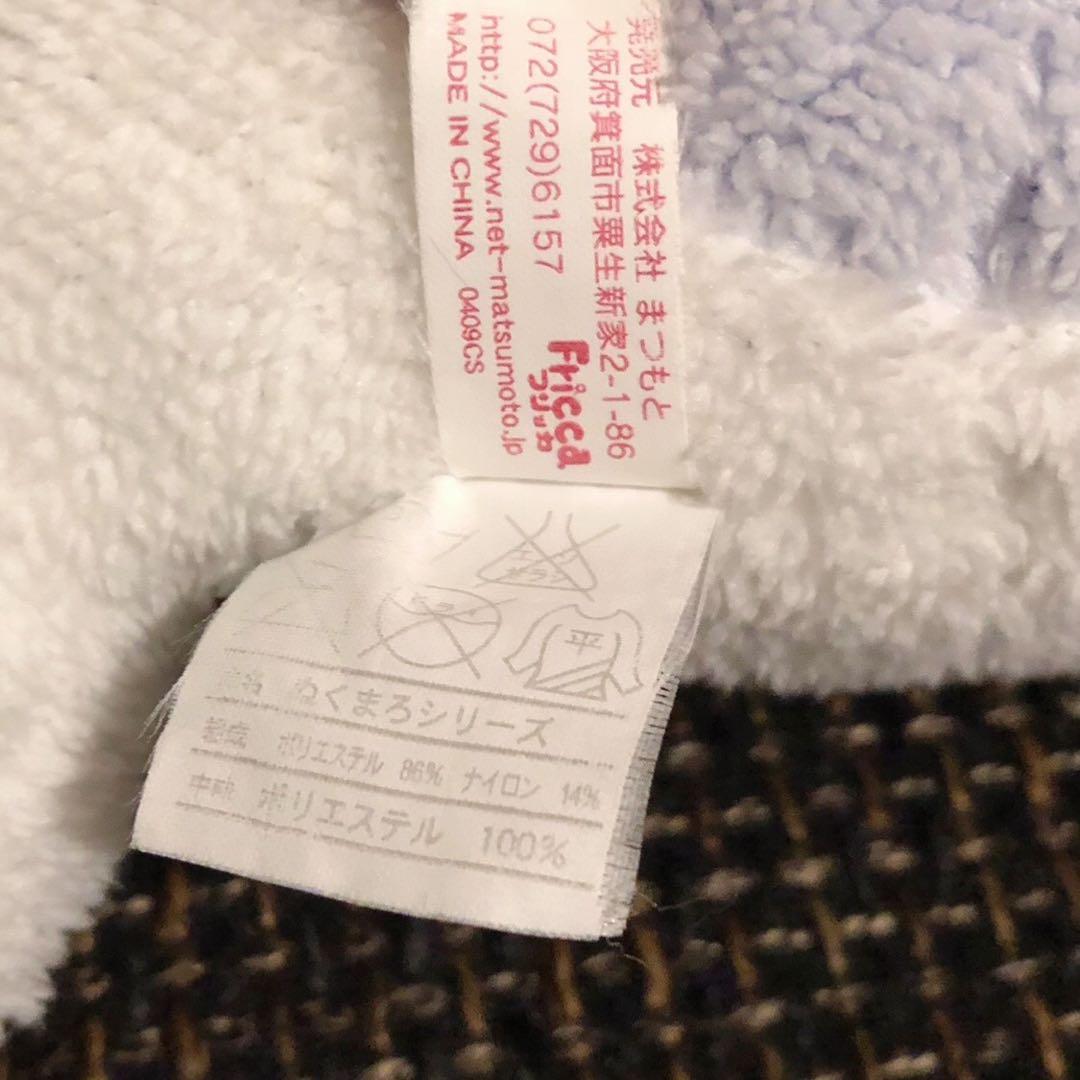 発売元 株式会社 まつもと
大阪府箕面市粟生新家2-1-86
072(729)6157
Fricca
フリッカ
http://www.net-matsumoto.jp
MADE IN CHINA 0409CS
平
くまろシリーズ
組成 ポリエステル 86% ナイロン 14%
ポリエステル 100%